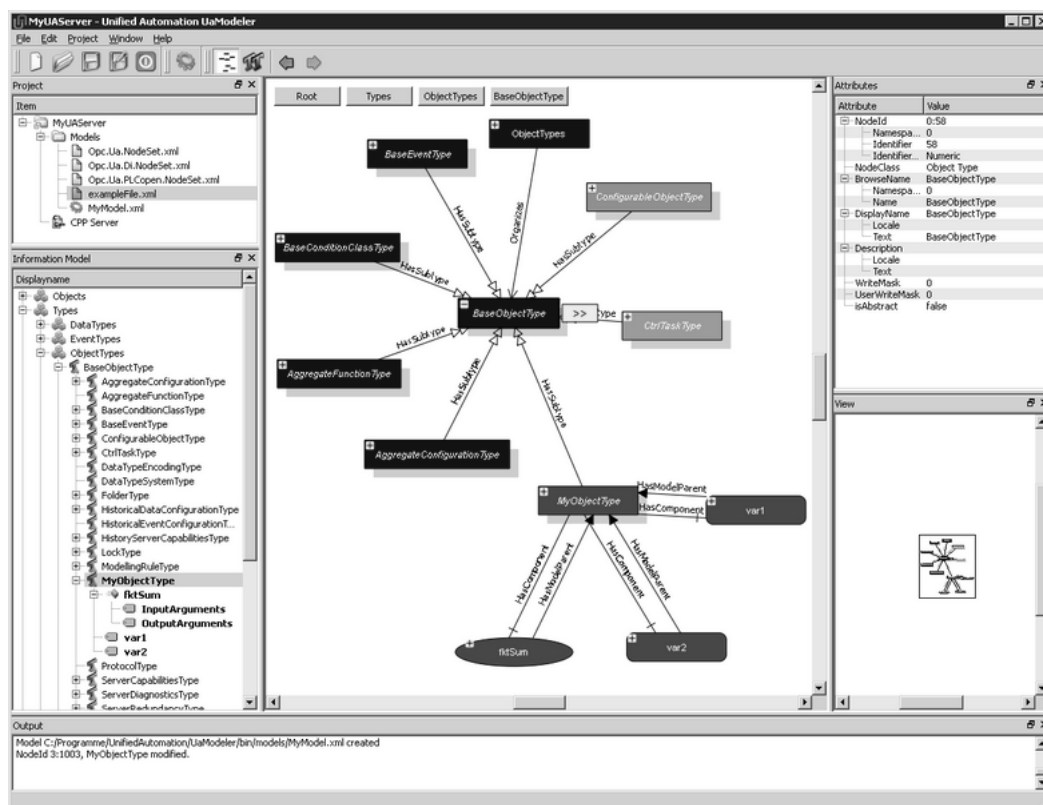 MyUAServer - Unified Automation UaModeler
File Edit Project Window Help
Project
Item
MyUAServer
Models
Opc.Ua.NodeSet.xml
Opc.Ua.Di.NodeSet.xml
Opc.Ua.PLCopen.NodeSet.xml
exampleFile.xml
MyModel.xml
CPP Server
Information Model
Displayname
Objects
Types
DataTypes
EventTypes
ObjectTypes
BaseObjectType
AggregateConfigurationType
AggregateFunctionType
BaseConditionClassType
BaseEventType
ConfigurableObjectType
CtrlTaskType
DataTypeEncodingType
DataTypeSystemType
FolderType
HistoricalDataConfigurationType
HistoricalEventConfigurationT...
HistoryServerCapabilitiesType
LockType
ModellingRuleType
MyObjectType
fktSum
InputArguments
OutputArguments
var1
var2
ProtocolType
ServerCapabilitiesType
ServerDiagnosticsType
ServerRedundancyType
Root Types ObjectTypes BaseObjectType
ObjectTypes
BaseEventType
ConfigurableObjectType
HasSubtype
Organizes
HasSubtype
BaseConditionClassType
HasSubtype
BaseObjectType
>>
Type
CtrlTaskType
HasSubtype
AggregateFunctionType
HasSubtype
HasSubtype
AggregateConfigurationType
MyObjectType
HasModelParent
HasComponent
var1
HasComponent
HasModelParent
HasComponent
HasModelParent
fktSum
var2
Attributes
Attribute Value
NodeId 0:58
Namespa... 0
Identifier 58
Identifier... Numeric
NodeClass Object Type
BrowseName BaseObjectType
Namespa... 0
Name BaseObjectType
DisplayName BaseObjectType
Locale
Text BaseObjectType
Description
Locale
Text
WriteMask 0
UserWriteMask 0
isAbstract false
View
Output
Model C:/Programme/UnifiedAutomation/UaModeler/bin/models/MyModel.xml created
NodeId 3:1003, MyObjectType modified.